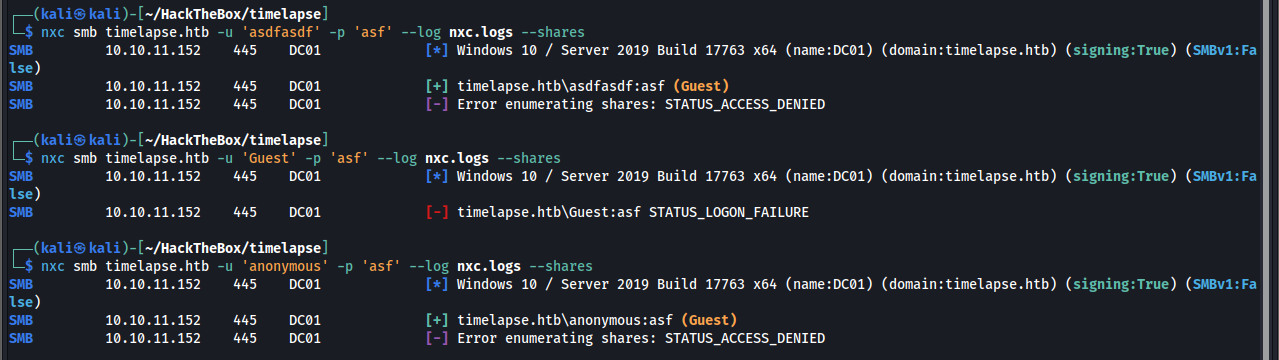 ┌──(kali㉿kali)-[~/HackTheBox/timelapse]
└─$ nxc smb timelapse.htb -u 'asdfasdf' -p 'asf' --log nxc.logs --shares
SMB         10.10.11.152    445    DC01             [*] Windows 10 / Server 2019 Build 17763 x64 (name:DC01) (domain:timelapse.htb) (signing:True) (SMBv1:Fa
lse)
SMB         10.10.11.152    445    DC01             [+] timelapse.htb\asdfasdf:asf (Guest)
SMB         10.10.11.152    445    DC01             [-] Error enumerating shares: STATUS_ACCESS_DENIED
┌──(kali㉿kali)-[~/HackTheBox/timelapse]
└─$ nxc smb timelapse.htb -u 'Guest' -p 'asf' --log nxc.logs --shares
SMB         10.10.11.152    445    DC01             [*] Windows 10 / Server 2019 Build 17763 x64 (name:DC01) (domain:timelapse.htb) (signing:True) (SMBv1:Fa
lse)
SMB         10.10.11.152    445    DC01             [-] timelapse.htb\Guest:asf STATUS_LOGON_FAILURE
┌──(kali㉿kali)-[~/HackTheBox/timelapse]
└─$ nxc smb timelapse.htb -u 'anonymous' -p 'asf' --log nxc.logs --shares
SMB         10.10.11.152    445    DC01             [*] Windows 10 / Server 2019 Build 17763 x64 (name:DC01) (domain:timelapse.htb) (signing:True) (SMBv1:Fa
lse)
SMB         10.10.11.152    445    DC01             [+] timelapse.htb\anonymous:asf (Guest)
SMB         10.10.11.152    445    DC01             [-] Error enumerating shares: STATUS_ACCESS_DENIED